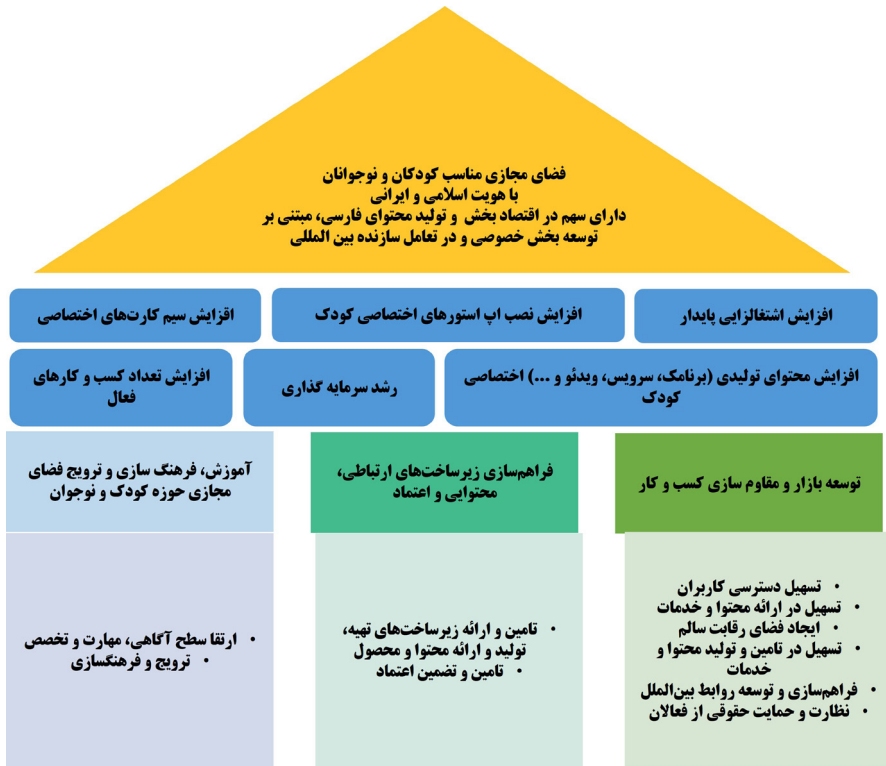 فضای مجازی مناسب کودکان و نوجوانان
با هویت اسلامی و ایرانی
دارای سهم در اقتصاد بخش و تولید محتوای فارسی، مبتنی بر
توسعه بخش خصوصی و در تعامل سازنده بین المللی
افزایش اشتغالزایی پایدار
افزایش نصب اپ استورهای اختصاصی کودک
افزایش سیم کارت‌های اختصاصی
افزایش محتوای تولیدی (برنامک، سرویس، ویدئو و ...) اختصاصی
کودک
رشد سرمایه گذاری
افزایش تعداد کسب و کارهای
فعال
توسعه بازار و مقاوم سازی کسب و کار
فراهم‌سازی زیرساخت‌های ارتباطی،
محتوایی و اعتماد
آموزش، فرهنگ سازی و ترویج فضای
مجازی حوزه کودک و نوجوان
• تسهیل دسترسی کاربران
• تسهیل در ارائه محتوا و خدمات
• ایجاد فضای رقابت سالم
• تسهیل در تامین و تولید محتوا و
خدمات
• فراهم‌سازی و توسعه روابط بین‌الملل
• نظارت و حمایت حقوقی از فعالان
• تامین و ارائه زیرساخت‌های تهیه،
تولید و ارائه محتوا و محصول
• تامین و تضمین اعتماد
• ارتقا سطح آگاهی، مهارت و تخصص
• ترویج و فرهنگسازی